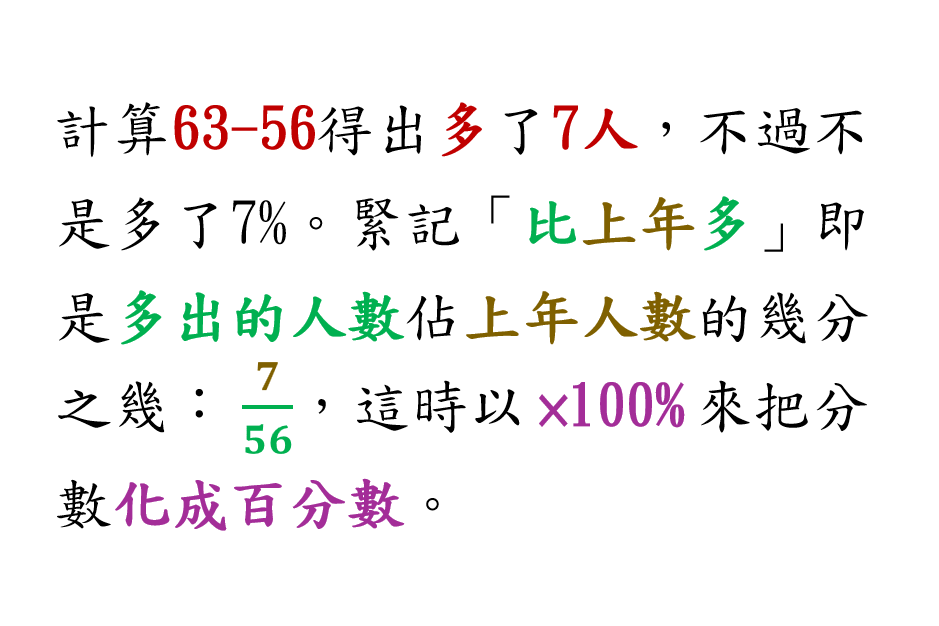 計算63-56得出多了7人，不過不
是多了7%。緊記「比上年多」即
是多出的人數佔上年人數的幾分
之幾：7/56，這時以×100%來把分
數化成百分數。